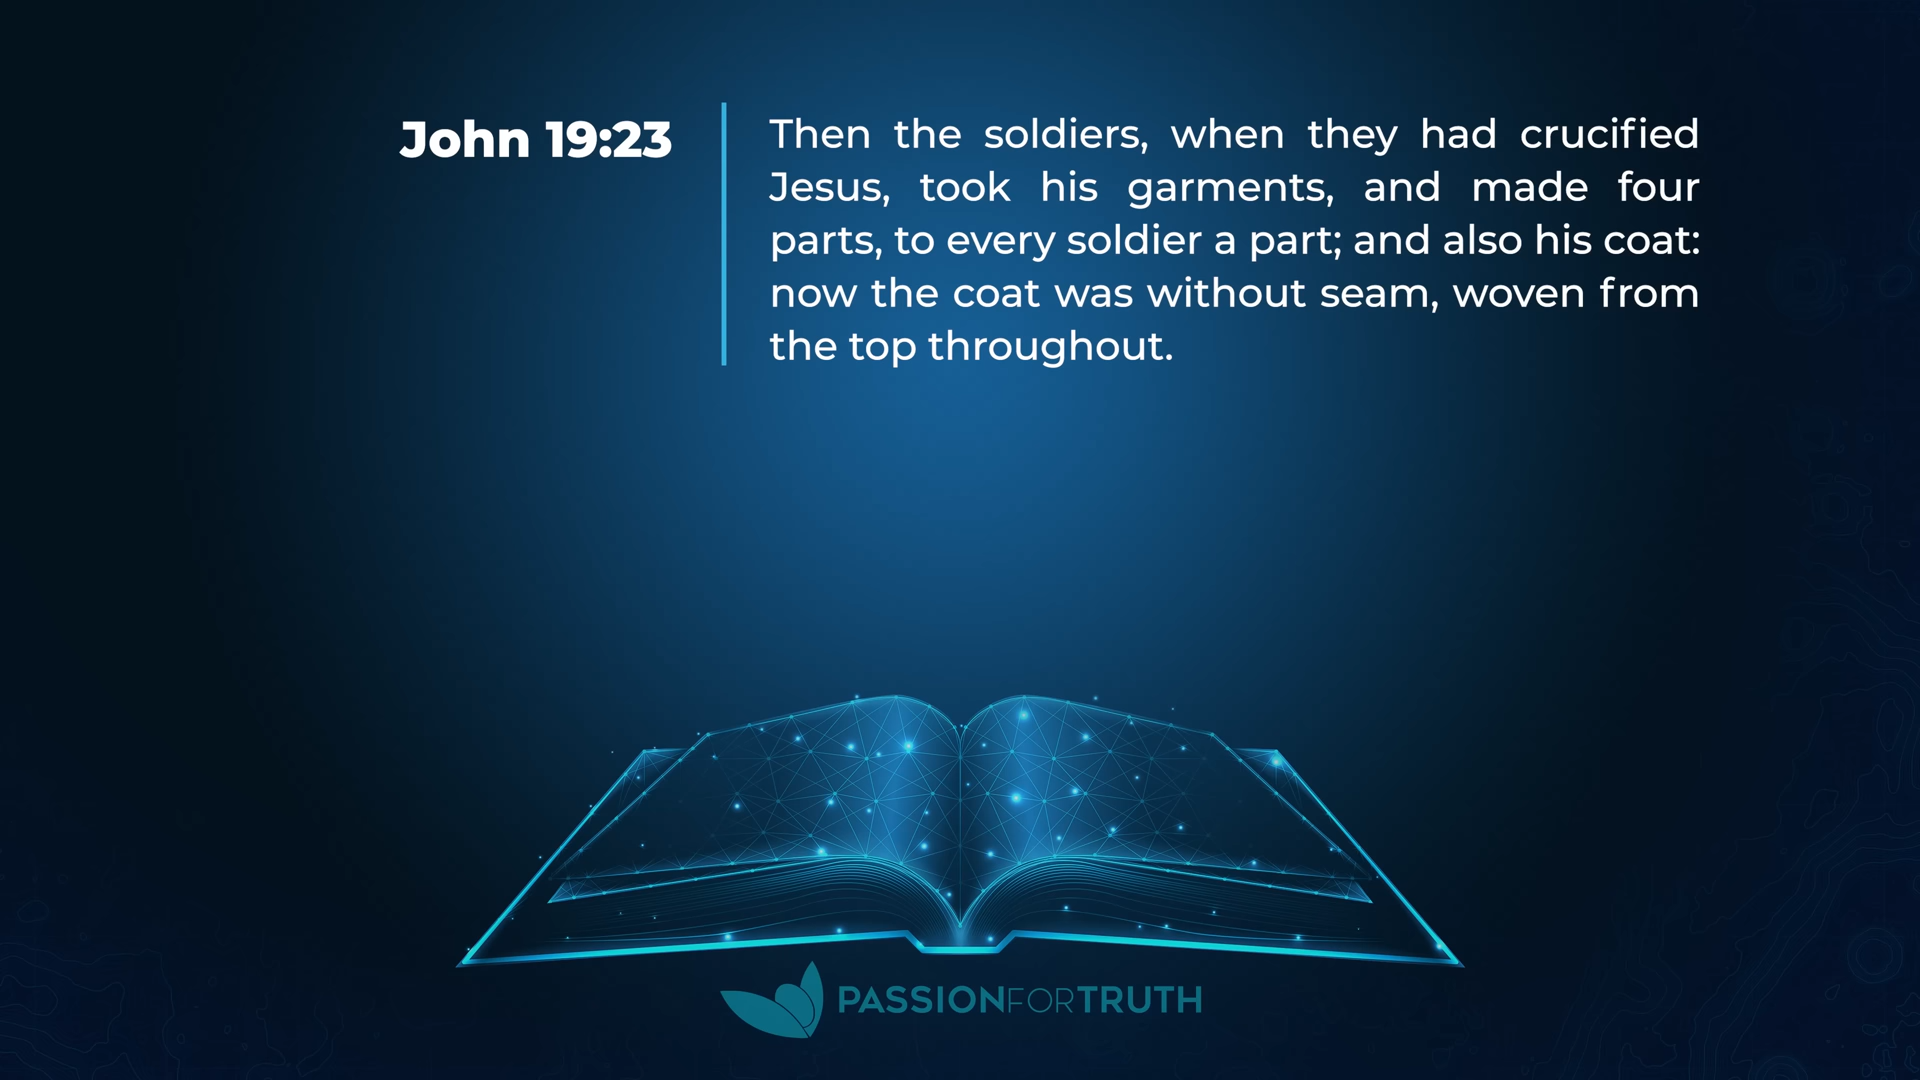 John 19:23
Then the soldiers, when they had crucified
Jesus, took his garments, and made four
parts, to every soldier a part; and also his coat:
now the coat was without seam, woven from
the top throughout.
PASSIONFORTRUTH